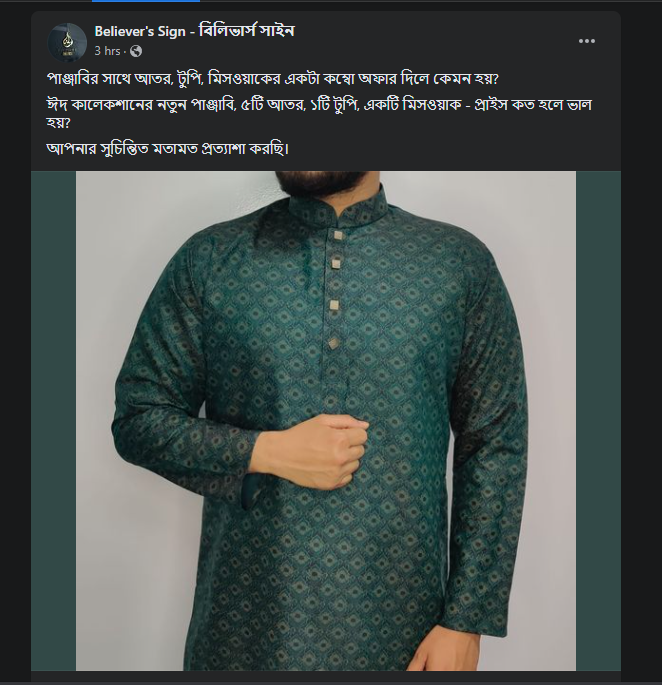 Believer's Sign - বিলিভার্স সাইন
3 hrs ·
পাঞ্জাবির সাথে আতর, টুপি, মিসওয়াকের একটা কম্বো অফার দিলে কেমন হয়?
ঈদ কালেকশানের নতুন পাঞ্জাবি, ৫টি আতর, ১টি টুপি, একটি মিসওয়াক - প্রাইস কত হলে ভাল
হয়?
আপনার সুচিন্তিত মতামত প্রত্যাশা করছি।